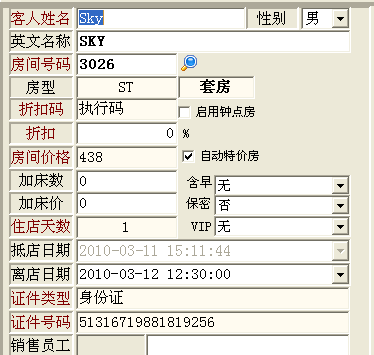 客人姓名 Sky 性别 男
英文名称 SKY
房间号码 3026
房型 ST 套房
折扣码 执行码 启用钟点房
折扣 0 %
房间价格 438 自动特价房
加床数 0 含早 无
加床价 0 保密 否
住店天数 1 VIP 无
抵店日期 2010-03-11 15:11:44
离店日期 2010-03-12 12:30:00
证件类型 身份证
证件号码 51316719881819256
销售员工